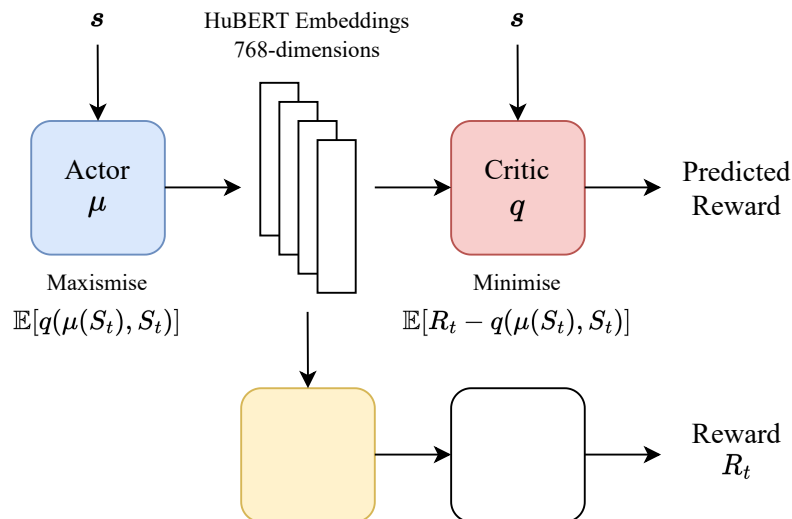 s
HuBERT Embeddings
768-dimensions
s
Actor
μ
Critic
q
Predicted
Reward
Maxismise
𝔼[q(μ(S_t), S_t)]
Minimise
𝔼[R_t − q(μ(S_t), S_t)]
Reward
R_t